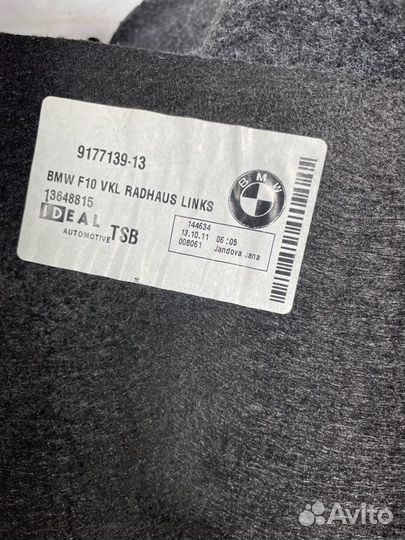 9177139-13
BMW F10 VKL RADHAUS LINKS
13648815
IDEAL
AUTOMOTIVE TSB
144634
13.10.11 06:05
008061 Jandova Jana
BMW
Avito